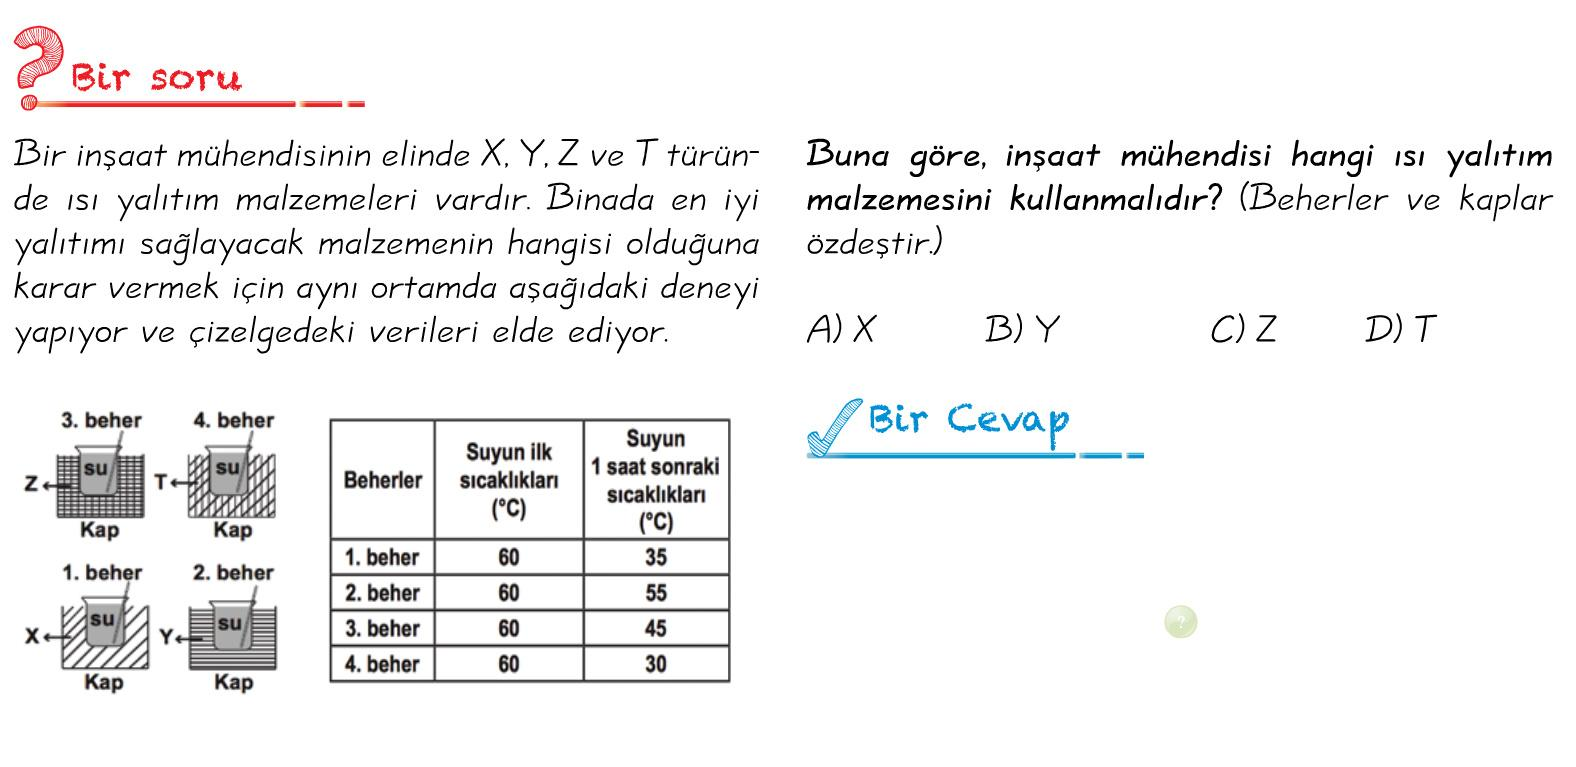 Bir soru
Bir inşaat mühendisinin elinde X, Y, Z ve T türün-
de ısı yalıtım malzemeleri vardır. Binada en iyi
yalıtımı sağlayacak malzemenin hangisi olduğuna
karar vermek için aynı ortamda aşağıdaki deneyi
yapıyor ve çizelgedeki verileri elde ediyor.
3. beher 4. beher
su su
Z T
Kap Kap
1. beher 2. beher
su su
X Y
Kap Kap
Beherler
Suyun ilk
sıcaklıkları
(°C)
Suyun
1 saat sonraki
sıcaklıkları
(°C)
1. beher 60 35
2. beher 60 55
3. beher 60 45
4. beher 60 30
Buna göre, inşaat mühendisi hangi ısı yalıtım
malzemesini kullanmalıdır? (Beherler ve kaplar
özdeştir.)
A) X B) Y C) Z D) T
Bir Cevap
?